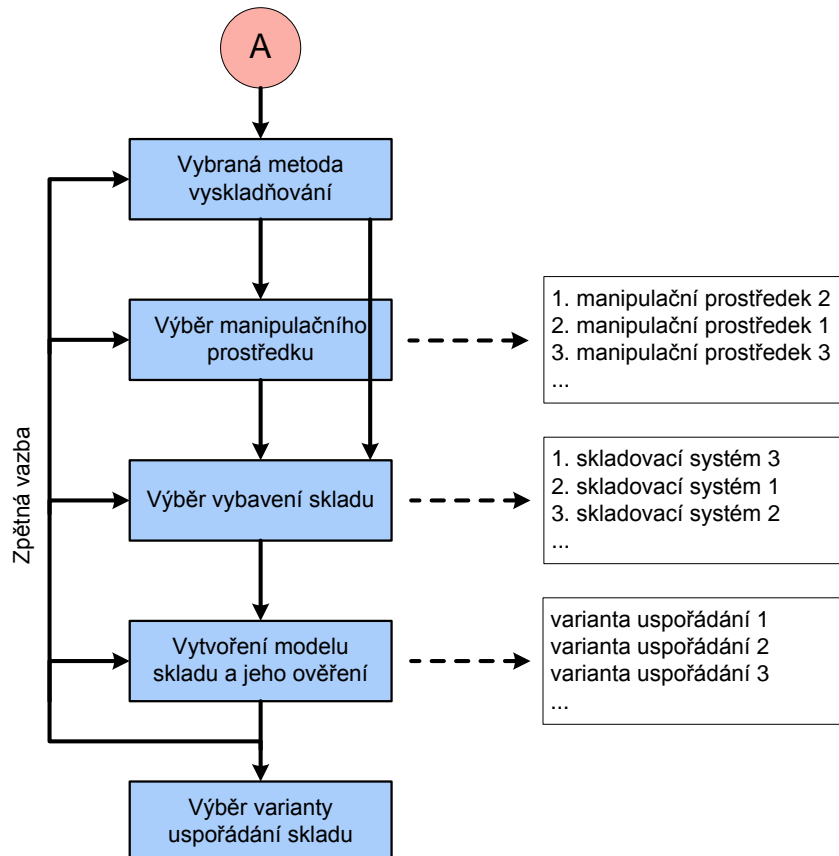 A
Vybraná metoda
vyskladňování
Výběr manipulačního
prostředku
1. manipulační prostředek 2
2. manipulační prostředek 1
3. manipulační prostředek 3
...
Zpětná vazba
Výběr vybavení skladu
1. skladovací systém 3
2. skladovací systém 1
3. skladovací systém 2
...
Vytvoření modelu
skladu a jeho ověření
varianta uspořádání 1
varianta uspořádání 2
varianta uspořádání 3
...
Výběr varianty
uspořádání skladu